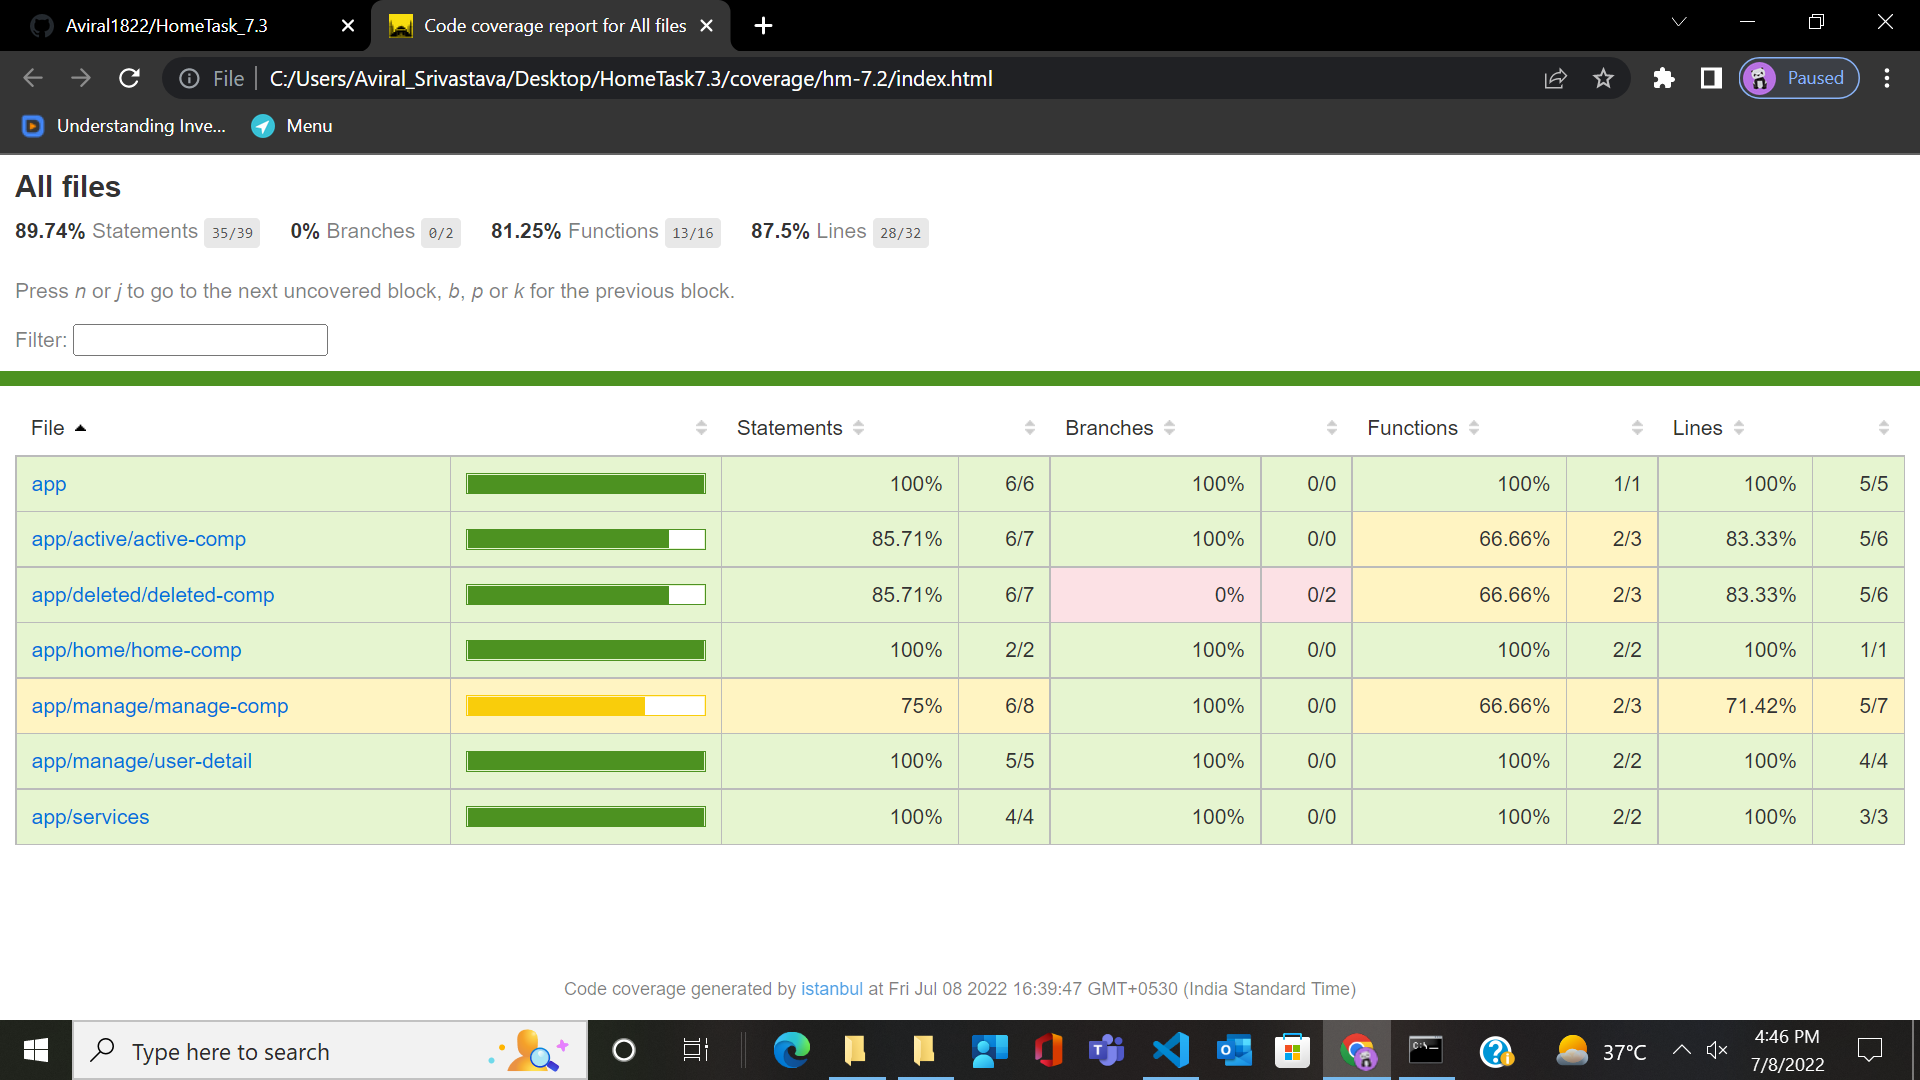 Aviral1822/HomeTask_7.3
Code coverage report for All files
File
C:/Users/Aviral_Srivastava/Desktop/HomeTask7.3/coverage/hm-7.2/index.html
Paused
Understanding Inve...
Menu
All files
89.74% Statements 35/39 0% Branches 0/2 81.25% Functions 13/16 87.5% Lines 28/32
Press n or j to go to the next uncovered block, b, p or k for the previous block.
Filter:
File Statements Branches Functions Lines
app 100% 6/6 100% 0/0 100% 1/1 100% 5/5
app/active/active-comp 85.71% 6/7 100% 0/0 66.66% 2/3 83.33% 5/6
app/deleted/deleted-comp 85.71% 6/7 0% 0/2 66.66% 2/3 83.33% 5/6
app/home/home-comp 100% 2/2 100% 0/0 100% 2/2 100% 1/1
app/manage/manage-comp 75% 6/8 100% 0/0 66.66% 2/3 71.42% 5/7
app/manage/user-detail 100% 5/5 100% 0/0 100% 2/2 100% 4/4
app/services 100% 4/4 100% 0/0 100% 2/2 100% 3/3
Code coverage generated by istanbul at Fri Jul 08 2022 16:39:47 GMT+0530 (India Standard Time)
Type here to search
37°C
4:46 PM
7/8/2022